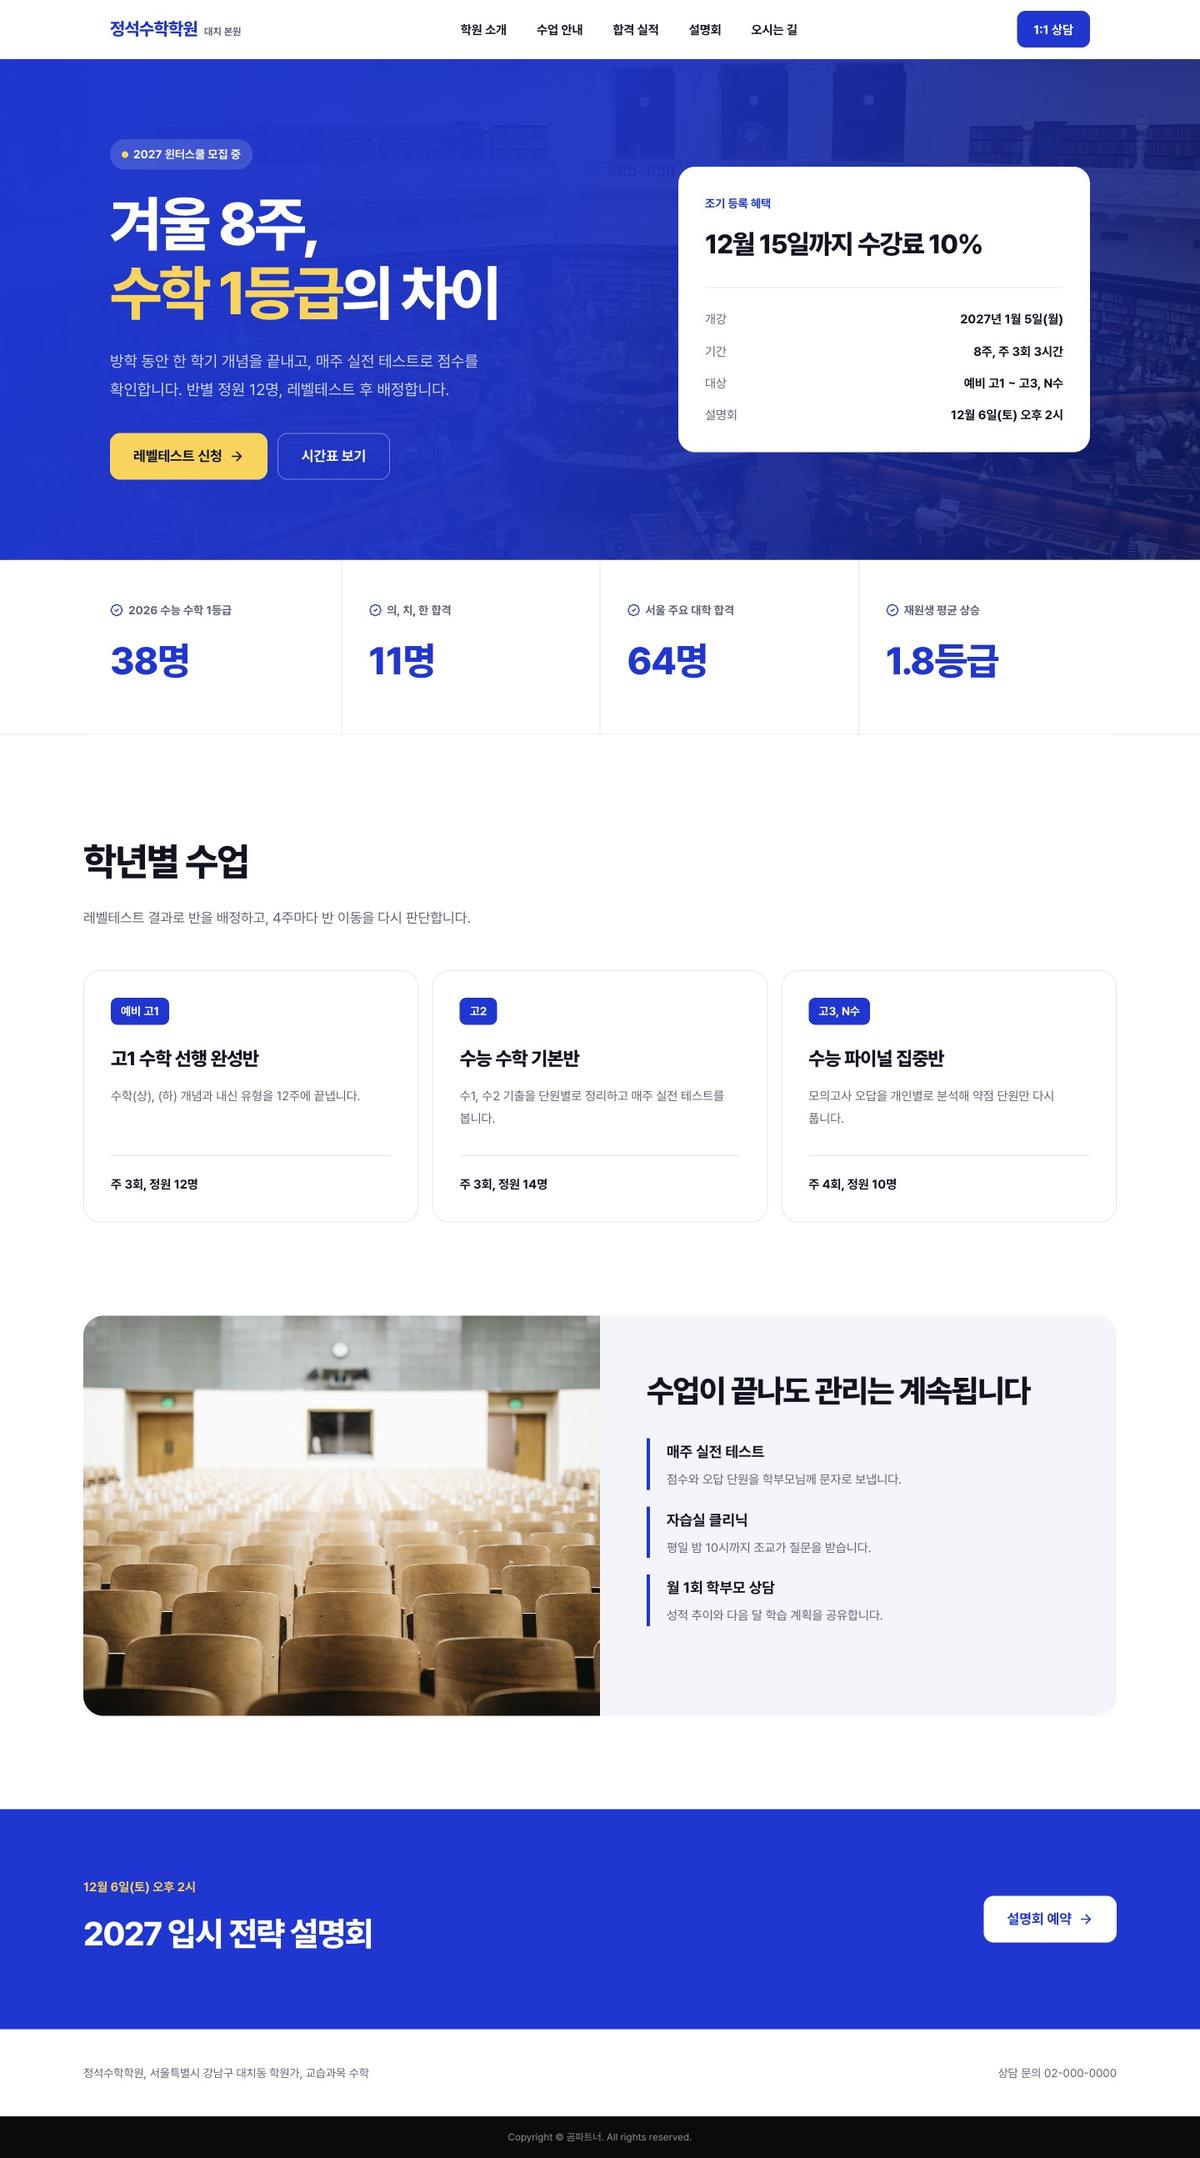 정석수학학원 대치 본원
학원 소개 수업 안내 합격 실적 설명회 오시는 길
1:1 상담
2027 윈터스쿨 모집 중
겨울 8주,
수학 1등급의 차이
방학 동안 한 학기 개념을 끝내고, 매주 실전 테스트로 점수를
확인합니다. 반별 정원 12명, 레벨테스트 후 배정합니다.
레벨테스트 신청 →
시간표 보기
조기 등록 혜택
12월 15일까지 수강료 10%
개강 2027년 1월 5일(월)
기간 8주, 주 3회 3시간
대상 예비 고1 ~ 고3, N수
설명회 12월 6일(토) 오후 2시
2026 수능 수학 1등급
38명
의, 치, 한 합격
11명
서울 주요 대학 합격
64명
재원생 평균 상승
1.8등급
학년별 수업
레벨테스트 결과로 반을 배정하고, 4주마다 반 이동을 다시 판단합니다.
예비 고1
고1 수학 선행 완성반
수학(상), (하) 개념과 내신 유형을 12주에 끝냅니다.
주 3회, 정원 12명
고2
수능 수학 기본반
수1, 수2 기출을 단원별로 정리하고 매주 실전 테스트를
봅니다.
주 3회, 정원 14명
고3, N수
수능 파이널 집중반
모의고사 오답을 개인별로 분석해 약점 단원만 다시
풉니다.
주 4회, 정원 10명
수업이 끝나도 관리는 계속됩니다
매주 실전 테스트
점수와 오답 단원을 학부모님께 문자로 보냅니다.
자습실 클리닉
평일 밤 10시까지 조교가 질문을 받습니다.
월 1회 학부모 상담
성적 추이와 다음 달 학습 계획을 공유합니다.
12월 6일(토) 오후 2시
2027 입시 전략 설명회
설명회 예약 →
정석수학학원, 서울특별시 강남구 대치동 학원가, 교습과목 수학
상담 문의 02-000-0000
Copyright © 곰파트너. All rights reserved.